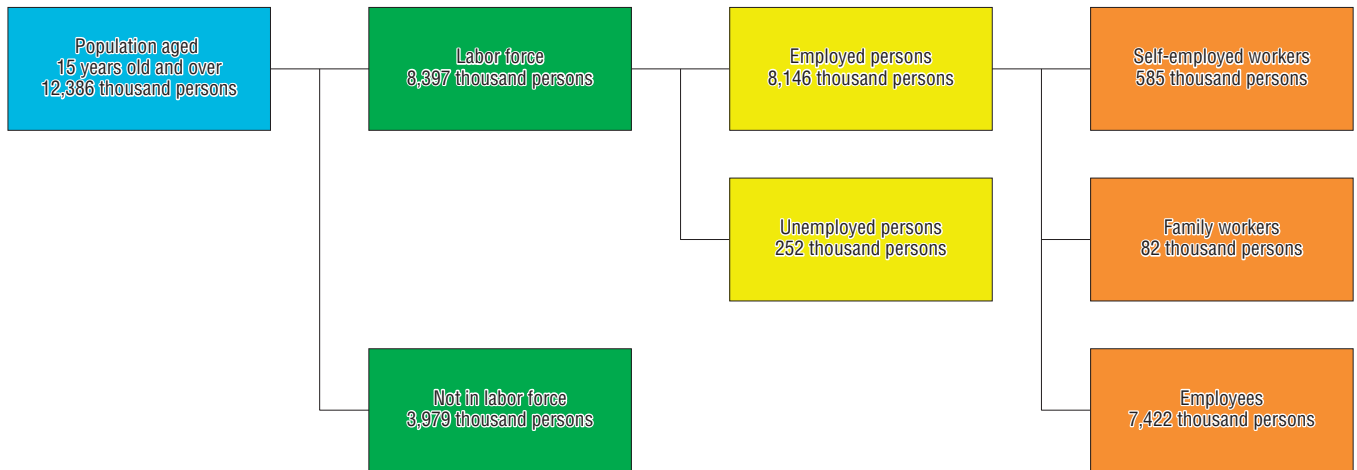 Population aged
15 years old and over
12,386 thousand persons
Labor force
8,397 thousand persons
Employed persons
8,146 thousand persons
Self-employed workers
585 thousand persons
Unemployed persons
252 thousand persons
Family workers
82 thousand persons
Not in labor force
3,979 thousand persons
Employees
7,422 thousand persons